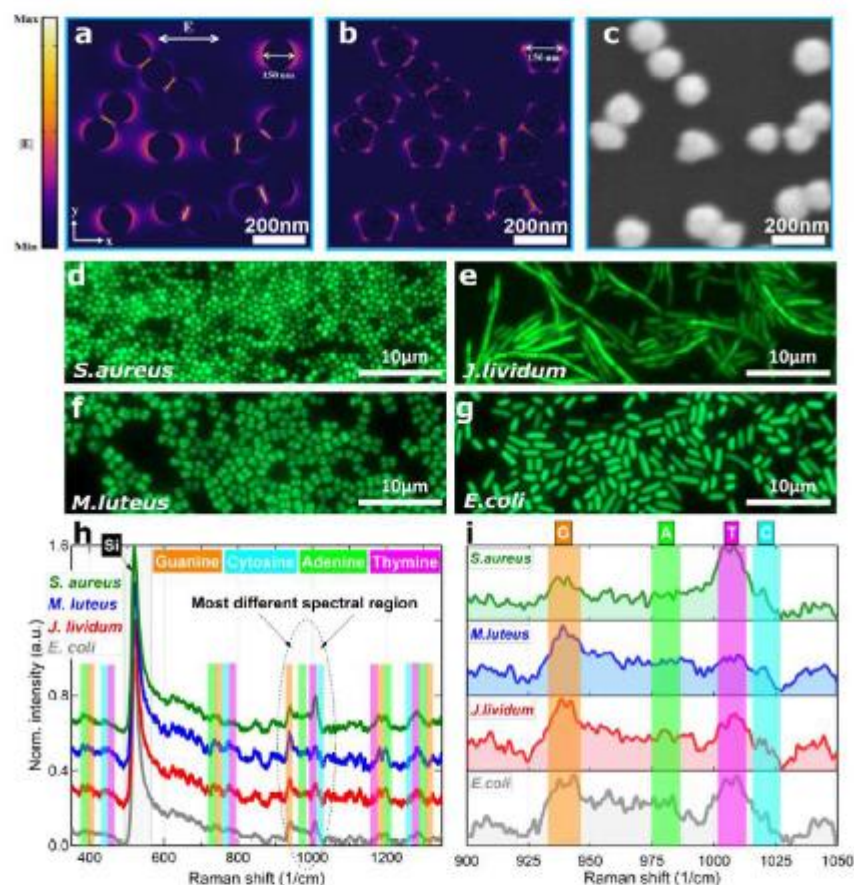 Max
|E|
Min
a
E
150 nm
y
x
200nm
b
150 nm
200nm
c
200nm
d
S.aureus
10μm
e
J.lividum
10μm
f
M.luteus
10μm
g
E.coli
10μm
h
Si
Guanine Cytosine Adenine Thymine
S. aureus
M. luteus
J. lividum
E. coli
Most different spectral region
Norm. intensity (a.u.)
1.6
0.8
0.4
0.0
400 600 800 1000 1200
Raman shift (1/cm)
i
G A T C
S.aureus
M.luteus
J.lividum
E.coli
900 925 950 975 1000 1025 1050
Raman shift (1/cm)